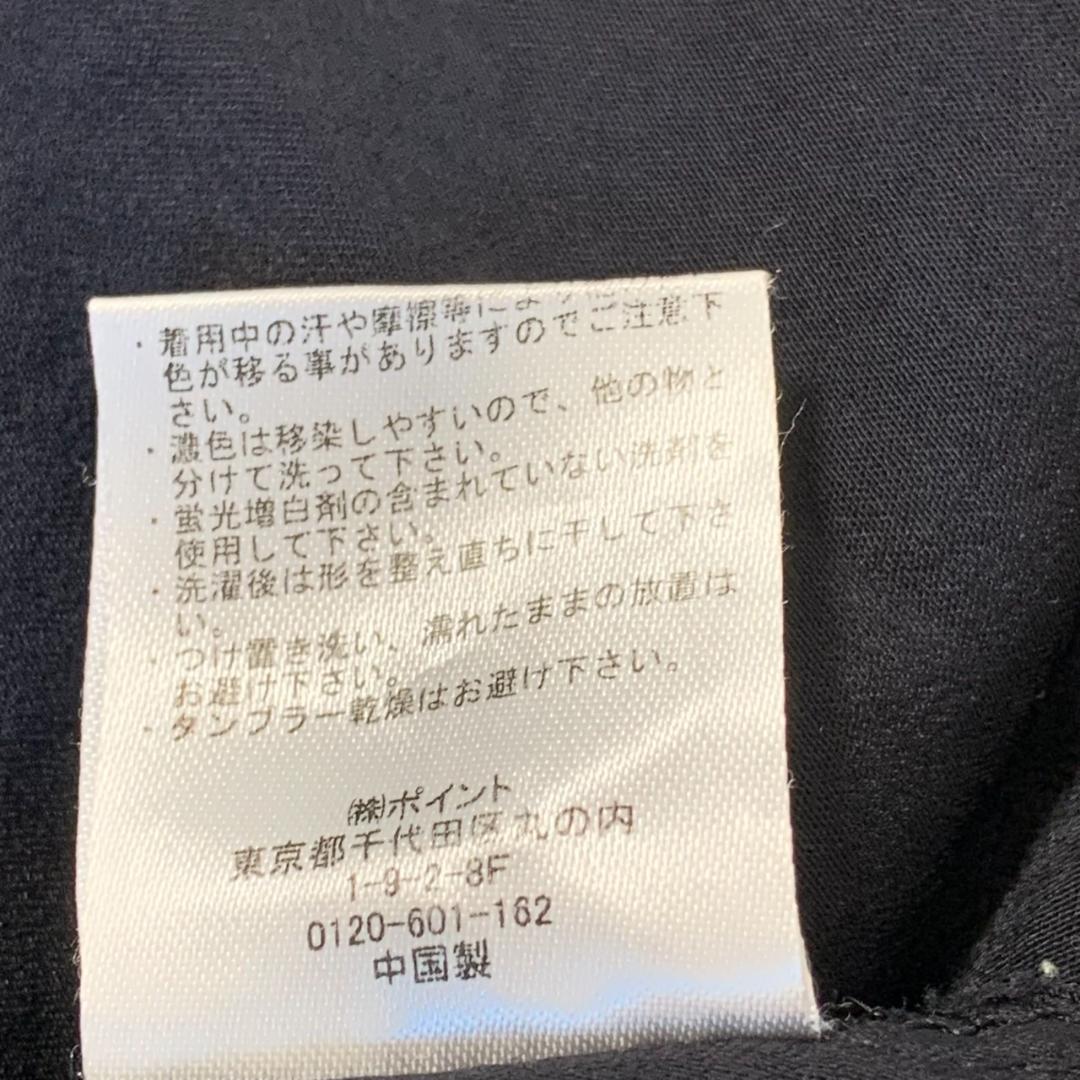 ・着用中の汗や摩擦等により他の
色が移る事がありますのでご注意下
さい。
・濃色は移染しやすいので、他の物と
分けて洗って下さい。
・蛍光増白剤の含まれていない洗剤を
使用して下さい。
・洗濯後は形を整え直ちに干して下さ
い。
・つけ置き洗い、濡れたままの放置は
お避け下さい。
・タンブラー乾燥はお避け下さい。
㈱ポイント
東京都千代田区丸の内
1-9-2-8F
0120-601-162
中国製